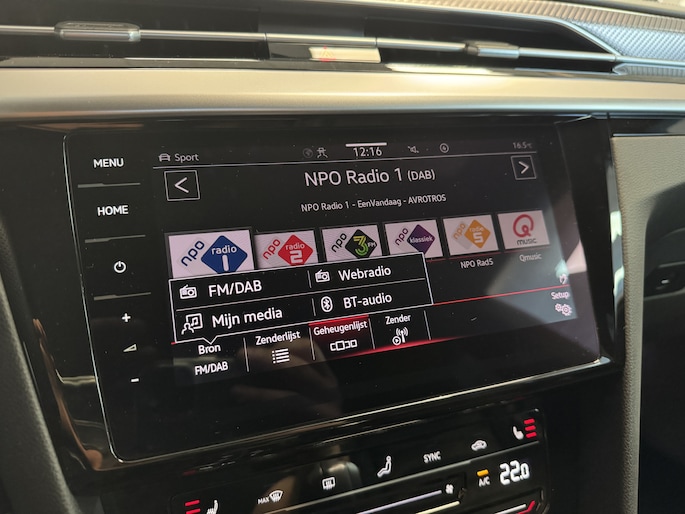 MENU
HOME
Sport
12:16
16.5°C
NPO Radio 1 (DAB)
NPO Radio 1 - EenVandaag - AVROTROS
npo radio 1
npo radio 2
npo 3FM
npo klassiek
npo radio 5
Q music
NPO Rad5
Qmusic
FM/DAB
Webradio
Mijn media
BT-audio
Setup
Bron
FM/DAB
Zenderlijst
Geheugenlijst
Zender
+
-
MAX
SYNC
A/C
22.0